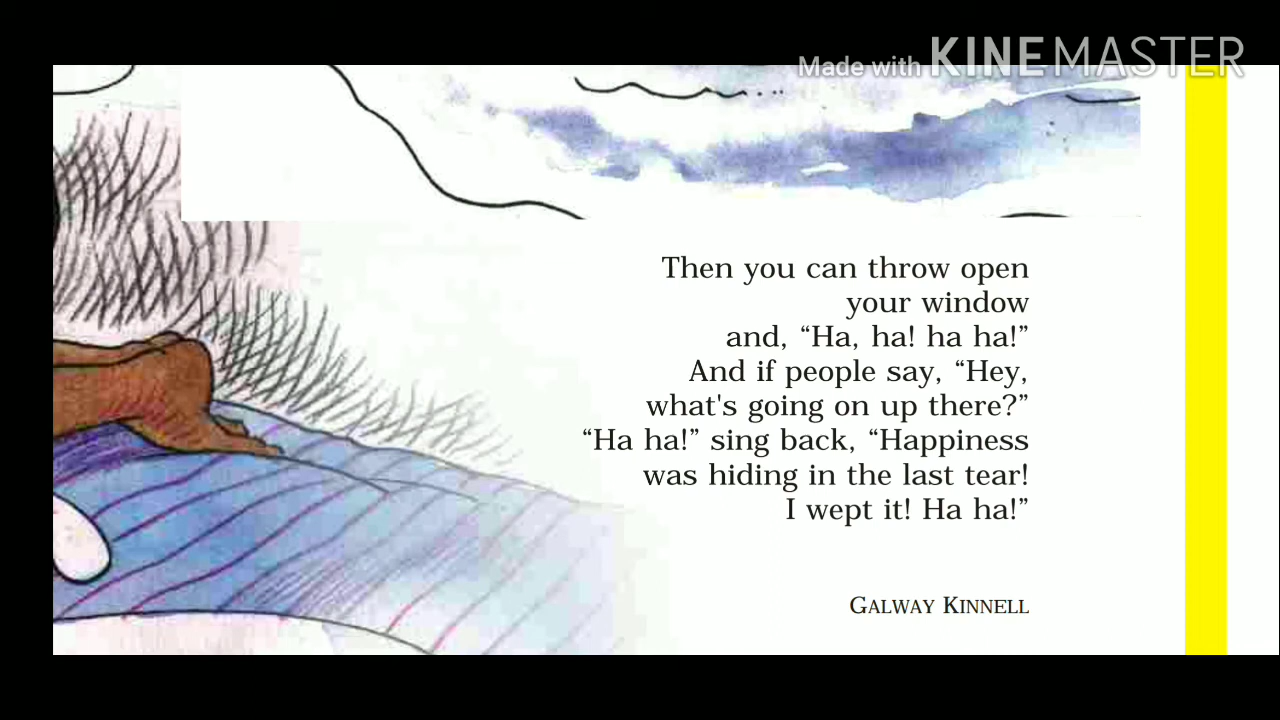 Made with KINEMASTER
Then you can throw open
your window
and, “Ha, ha! ha ha!”
And if people say, “Hey,
what's going on up there?”
“Ha ha!” sing back, “Happiness
was hiding in the last tear!
I wept it! Ha ha!”
GALWAY KINNELL